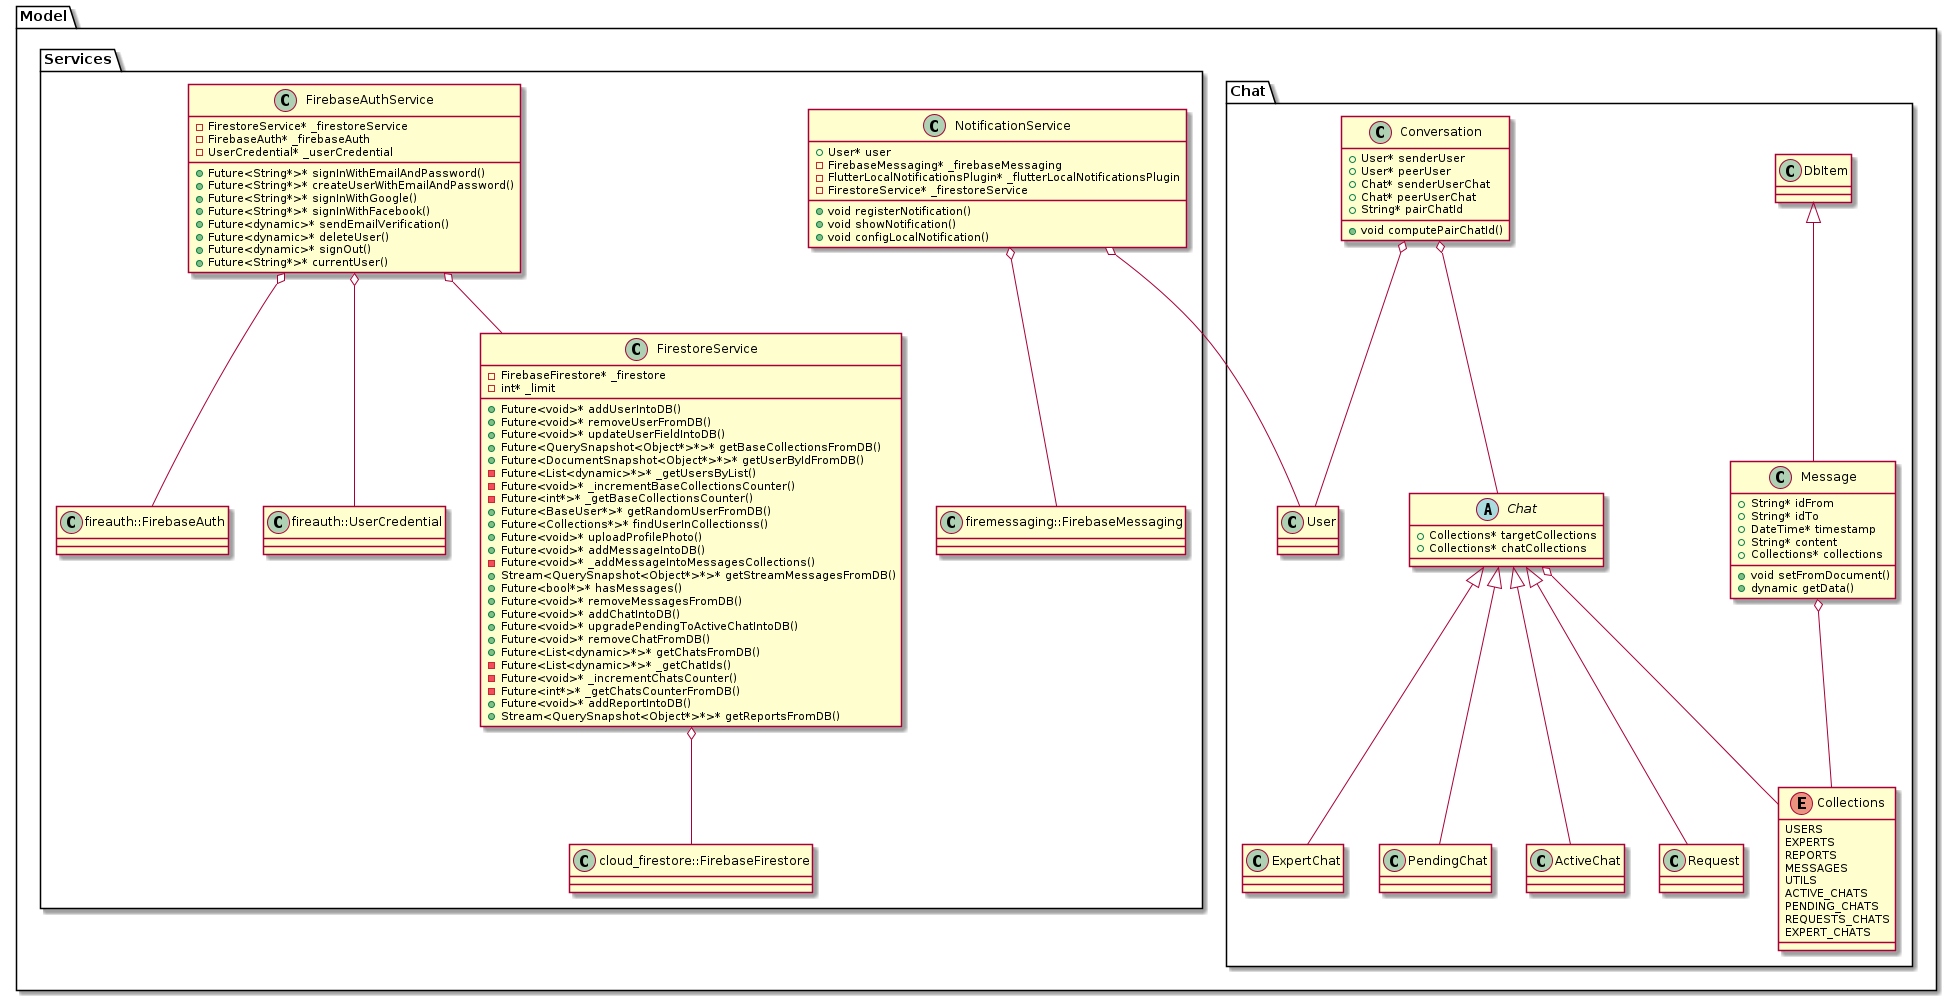 Model
Services
FirebaseAuthService
FirestoreService* _firestoreService
FirebaseAuth* _firebaseAuth
UserCredential* _userCredential
Future<String*>* signInWithEmailAndPassword()
Future<String*>* createUserWithEmailAndPassword()
Future<String*>* signInWithGoogle()
Future<String*>* signInWithFacebook()
Future<dynamic>* sendEmailVerification()
Future<dynamic>* deleteUser()
Future<dynamic>* signOut()
Future<String*>* currentUser()
NotificationService
User* user
FirebaseMessaging* _firebaseMessaging
FlutterLocalNotificationsPlugin* _flutterLocalNotificationsPlugin
FirestoreService* _firestoreService
void registerNotification()
void showNotification()
void configLocalNotification()
FirestoreService
FirebaseFirestore* _firestore
int* _limit
Future<void>* addUserIntoDB()
Future<void>* removeUserFromDB()
Future<void>* updateUserFieldIntoDB()
Future<QuerySnapshot<Object*>*>* getBaseCollectionsFromDB()
Future<DocumentSnapshot<Object*>*>* getUserByIdFromDB()
Future<List<dynamic>*>* _getUsersByList()
Future<void>* _incrementBaseCollectionsCounter()
Future<int*>* _getBaseCollectionsCounter()
Future<BaseUser*>* getRandomUserFromDB()
Future<Collections*>* findUserInCollectionss()
Future<void>* uploadProfilePhoto()
Future<void>* addMessageIntoDB()
Future<void>* _addMessageIntoMessagesCollections()
Stream<QuerySnapshot<Object*>*>* getStreamMessagesFromDB()
Future<bool*>* hasMessages()
Future<void>* removeMessagesFromDB()
Future<void>* addChatIntoDB()
Future<void>* upgradePendingToActiveChatIntoDB()
Future<void>* removeChatFromDB()
Future<List<dynamic>*>* getChatsFromDB()
Future<List<dynamic>*>* _getChatIds()
Future<void>* _incrementChatsCounter()
Future<int*>* _getChatsCounterFromDB()
Future<void>* addReportIntoDB()
Stream<QuerySnapshot<Object*>*>* getReportsFromDB()
fireauth::FirebaseAuth
fireauth::UserCredential
firemessaging::FirebaseMessaging
cloud_firestore::FirebaseFirestore
Chat
Conversation
User* senderUser
User* peerUser
Chat* senderUserChat
Chat* peerUserChat
String* pairChatId
void computePairChatId()
DbItem
User
Chat
Collections* targetCollections
Collections* chatCollections
Message
String* idFrom
String* idTo
DateTime* timestamp
String* content
Collections* collections
void setFromDocument()
dynamic getData()
ExpertChat
PendingChat
ActiveChat
Request
Collections
USERS
EXPERTS
REPORTS
MESSAGES
UTILS
ACTIVE_CHATS
PENDING_CHATS
REQUESTS_CHATS
EXPERT_CHATS